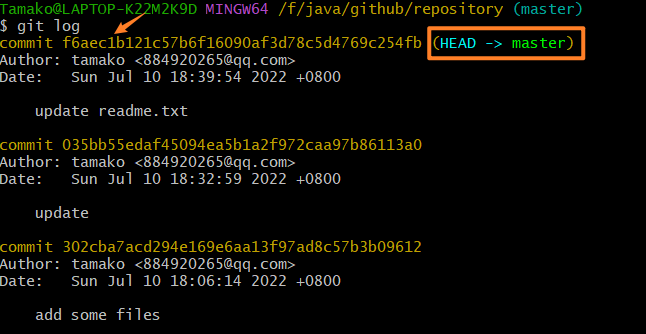 Tamako@LAPTOP-K22M2K9D MINGW64 /f/java/github/repository (master)
$ git log
commit f6aec1b121c57b6f16090af3d78c5d4769c254fb (HEAD -> master)
Author: tamako <884920265@qq.com>
Date:   Sun Jul 10 18:39:54 2022 +0800

    update readme.txt

commit 035bb55edaf45094ea5b1a2f972caa97b86113a0
Author: tamako <884920265@qq.com>
Date:   Sun Jul 10 18:32:59 2022 +0800

    update

commit 302cba7acd294e169e6aa13f97ad8c57b3b09612
Author: tamako <884920265@qq.com>
Date:   Sun Jul 10 18:06:14 2022 +0800

    add some files